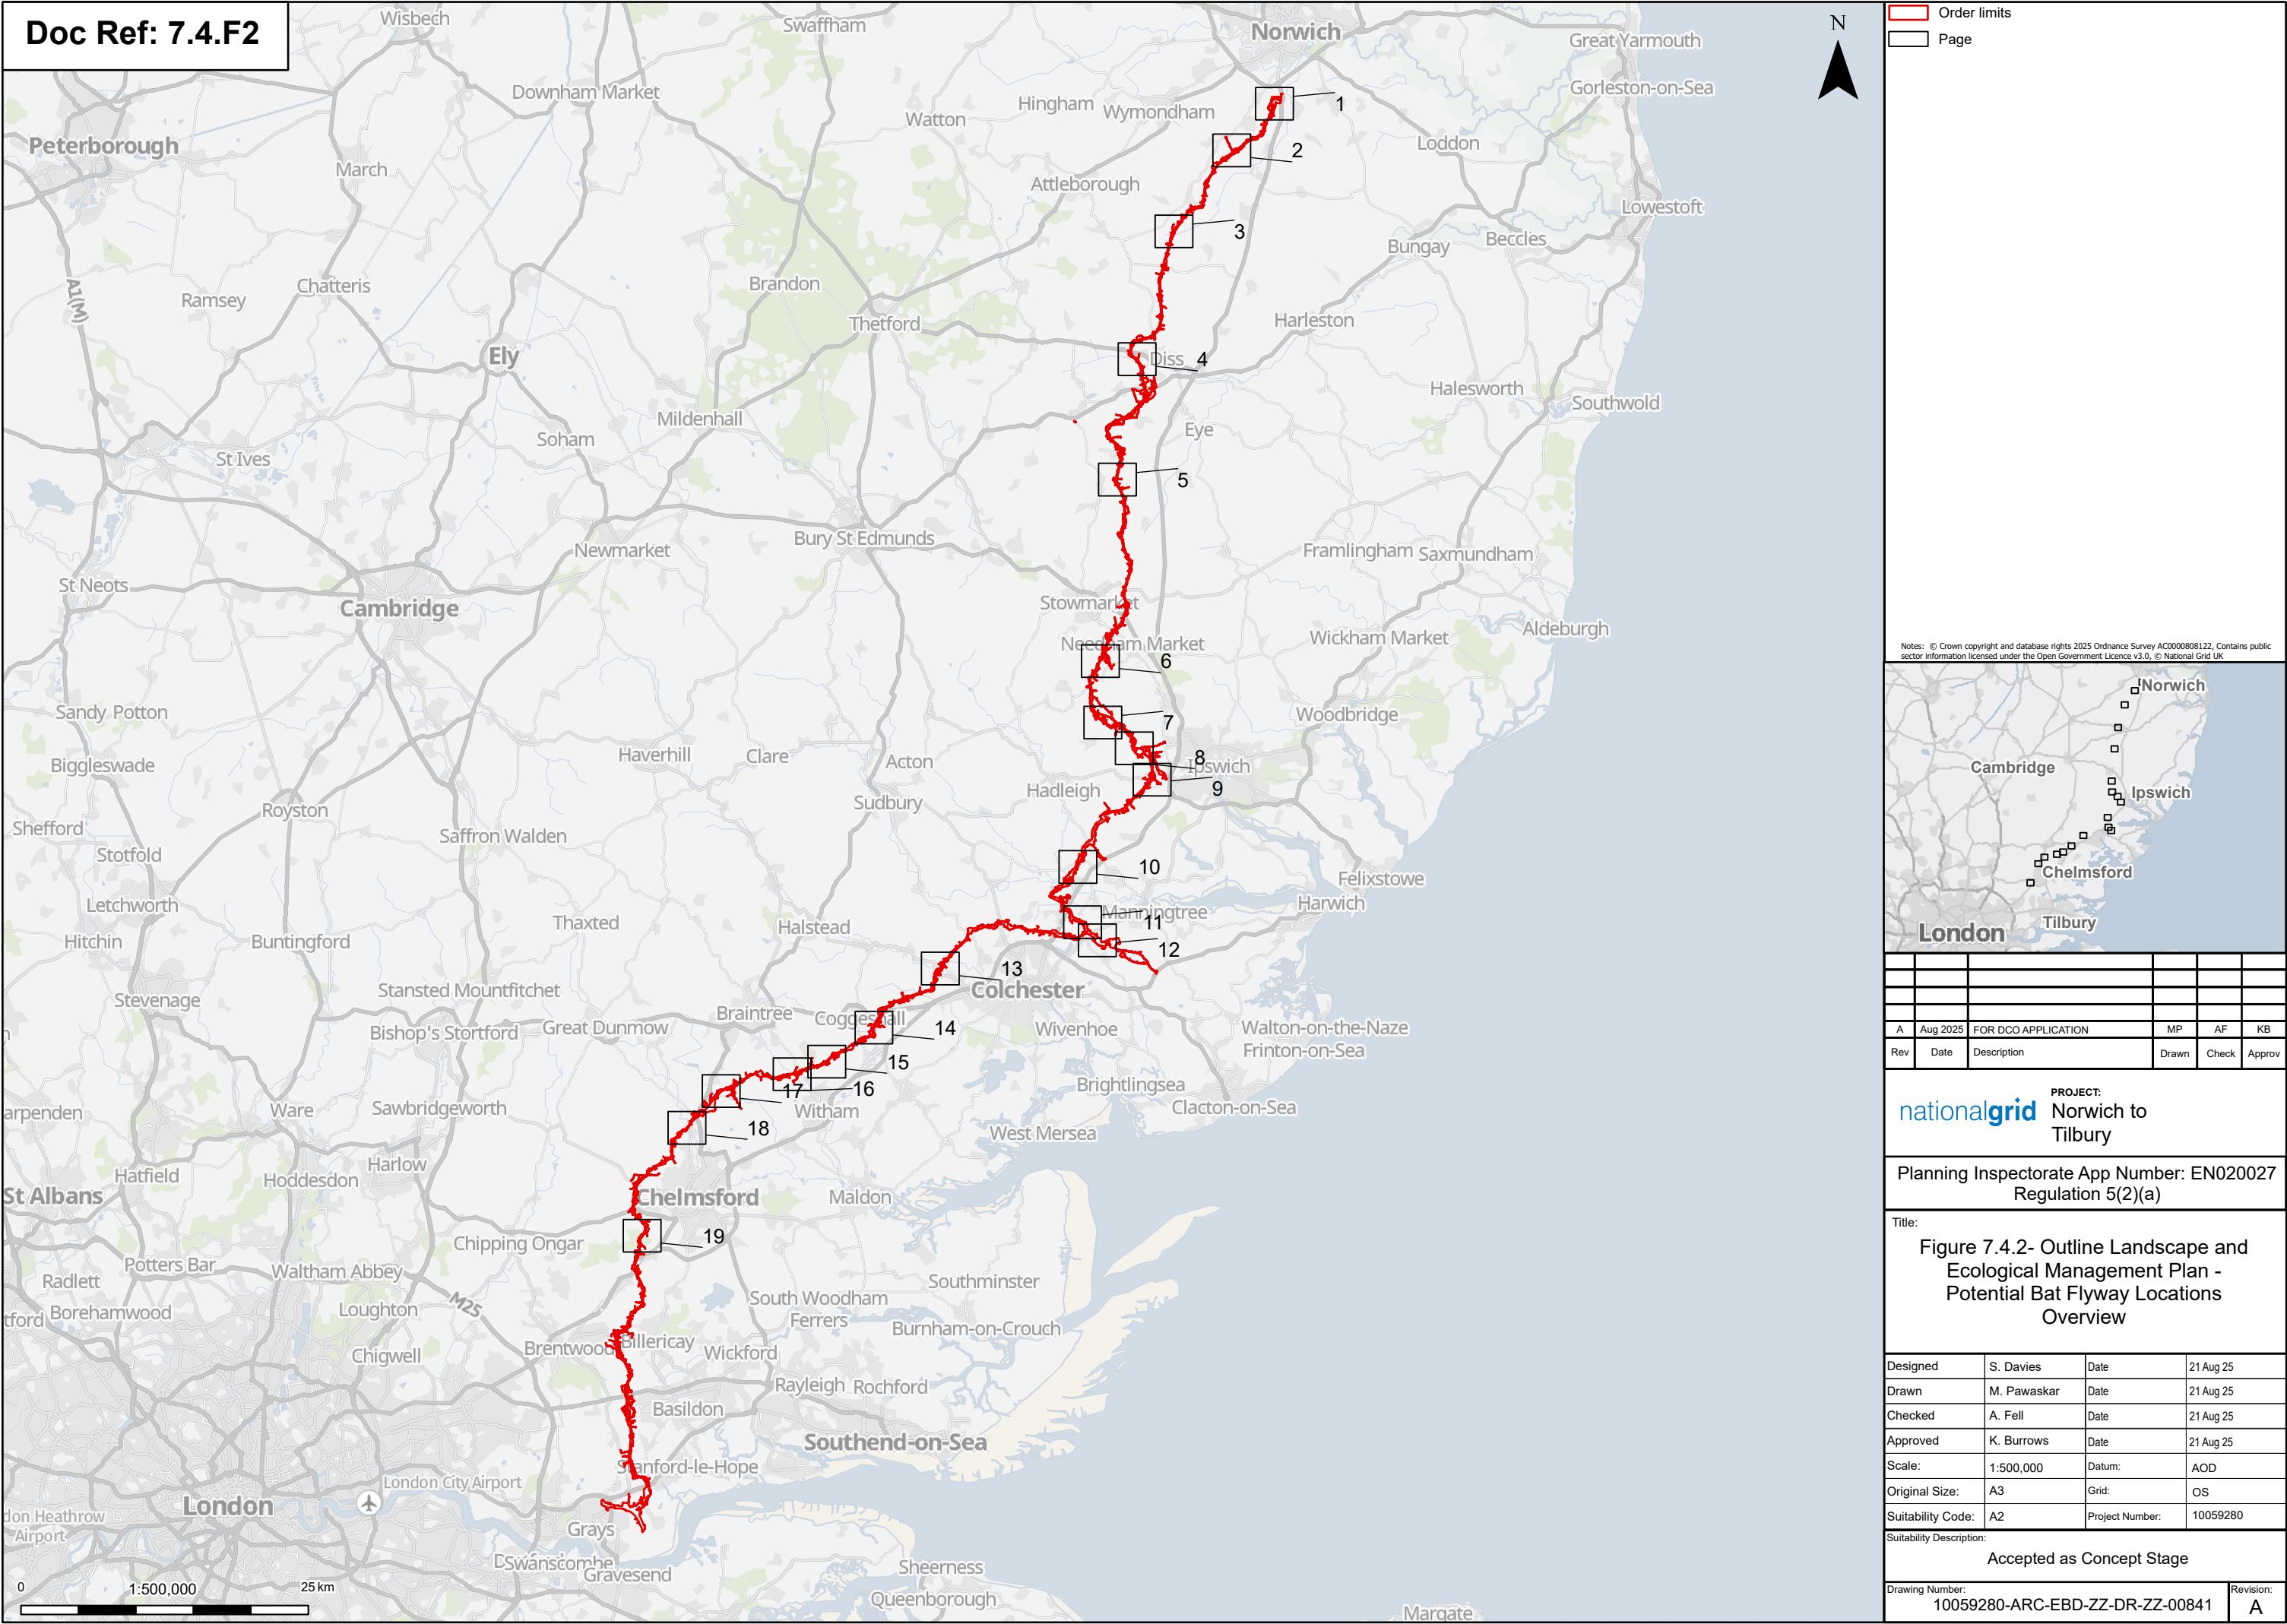 Doc Ref: 7.4.F2
Wisbech
Swaffham
Norwich
Great Yarmouth
Gorleston-on-Sea
Downham Market
Hingham
Wymondham
Watton
1
Peterborough
March
Loddon
2
Attleborough
Lowestoft
3
Bungay
Beccles
A1(M)
Ramsey
Chatteris
Brandon
Thetford
Harleston
Ely
Diss
4
Halesworth
Southwold
Mildenhall
Soham
Eye
St Ives
5
Bury St Edmunds
Newmarket
Framlingham
Saxmundham
St Neots
Cambridge
Stowmarket
Aldeburgh
Wickham Market
Needham Market
6
Sandy Potton
Woodbridge
7
Haverhill
Clare
Acton
8
Ipswich
Biggleswade
9
Hadleigh
Royston
Sudbury
Shefford
Saffron Walden
Stotfold
10
Felixstowe
Letchworth
Harwich
Manningtree
11
Thaxted
Halstead
Hitchin
Buntingford
12
13
Stansted Mountfitchet
Colchester
Stevenage
Braintree
Coggeshall
14
Bishop's Stortford
Great Dunmow
Wivenhoe
Walton-on-the-Naze
Frinton-on-Sea
15
16
17
Brightlingsea
arpenden
Ware
Sawbridgeworth
Witham
Clacton-on-Sea
18
West Mersea
Harlow
Hatfield
Hoddesdon
St Albans
Chelmsford
Maldon
19
Chipping Ongar
Potters Bar
Waltham Abbey
Radlett
Southminster
M25
South Woodham
Ferrers
Loughton
tford
Borehamwood
Burnham-on-Crouch
Brentwood
Billericay
Wickford
Chigwell
Rayleigh
Rochford
Basildon
Southend-on-Sea
Stanford-le-Hope
London City Airport
London
don Heathrow
Airport
Grays
Swanscombe
Gravesend
Sheerness
Queenborough
Margate
0
1:500,000
25 km
N
Order limits
Page
Notes: © Crown copyright and database rights 2025 Ordnance Survey AC0000808122, Contains public
sector information licensed under the Open Government Licence v3.0, © National Grid UK
Norwich
Cambridge
Ipswich
Chelmsford
Tilbury
London
A Aug 2025 FOR DCO APPLICATION MP AF KB
Rev Date Description Drawn Check Approv
nationalgrid
PROJECT:
Norwich to
Tilbury
Planning Inspectorate App Number: EN020027
Regulation 5(2)(a)
Title:
Figure 7.4.2- Outline Landscape and
Ecological Management Plan -
Potential Bat Flyway Locations
Overview
Designed S. Davies Date 21 Aug 25
Drawn M. Pawaskar Date 21 Aug 25
Checked A. Fell Date 21 Aug 25
Approved K. Burrows Date 21 Aug 25
Scale: 1:500,000 Datum: AOD
Original Size: A3 Grid: OS
Suitability Code: A2 Project Number: 10059280
Suitability Description:
Accepted as Concept Stage
Drawing Number:
10059280-ARC-EBD-ZZ-DR-ZZ-00841
Revision:
A